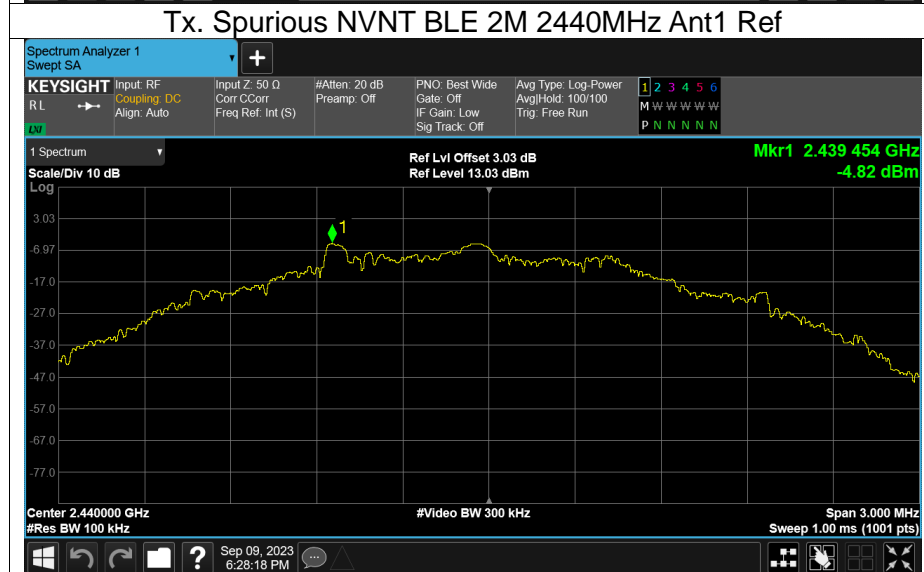 Tx. Spurious NVNT BLE 2M 2440MHz Ant1 Ref
Spectrum Analyzer 1
Swept SA
+
KEYSIGHT
RL
LXI
Input: RF
Coupling: DC
Align: Auto
Input Z: 50 Ω
Corr CCorr
Freq Ref: Int (S)
#Atten: 20 dB
Preamp: Off
PNO: Best Wide
Gate: Off
IF Gain: Low
Sig Track: Off
Avg Type: Log-Power
Avg|Hold: 100/100
Trig: Free Run
1 2 3 4 5 6
M W W W W W
P N N N N N
1 Spectrum
Scale/Div 10 dB
Ref Lvl Offset 3.03 dB
Ref Level 13.03 dBm
Mkr1 2.439 454 GHz
-4.82 dBm
Log
3.03
-6.97
-17.0
-27.0
-37.0
-47.0
-57.0
-67.0
-77.0
1
Center 2.440000 GHz
#Res BW 100 kHz
#Video BW 300 kHz
Span 3.000 MHz
Sweep 1.00 ms (1001 pts)
?
Sep 09, 2023
6:28:18 PM